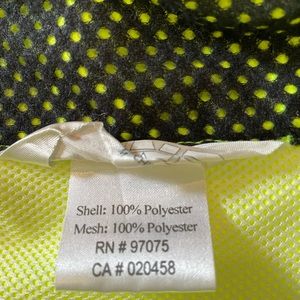 Shell: 100% Polyester
Mesh: 100% Polyester
RN # 97075
CA # 020458